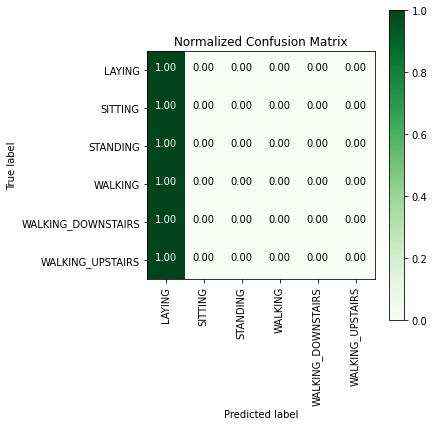 Normalized Confusion Matrix
True label
LAYING 1.00 0.00 0.00 0.00 0.00 0.00
SITTING 1.00 0.00 0.00 0.00 0.00 0.00
STANDING 1.00 0.00 0.00 0.00 0.00 0.00
WALKING 1.00 0.00 0.00 0.00 0.00 0.00
WALKING_DOWNSTAIRS 1.00 0.00 0.00 0.00 0.00 0.00
WALKING_UPSTAIRS 1.00 0.00 0.00 0.00 0.00 0.00
LAYING
SITTING
STANDING
WALKING
WALKING_DOWNSTAIRS
WALKING_UPSTAIRS
Predicted label
1.0
0.8
0.6
0.4
0.2
0.0